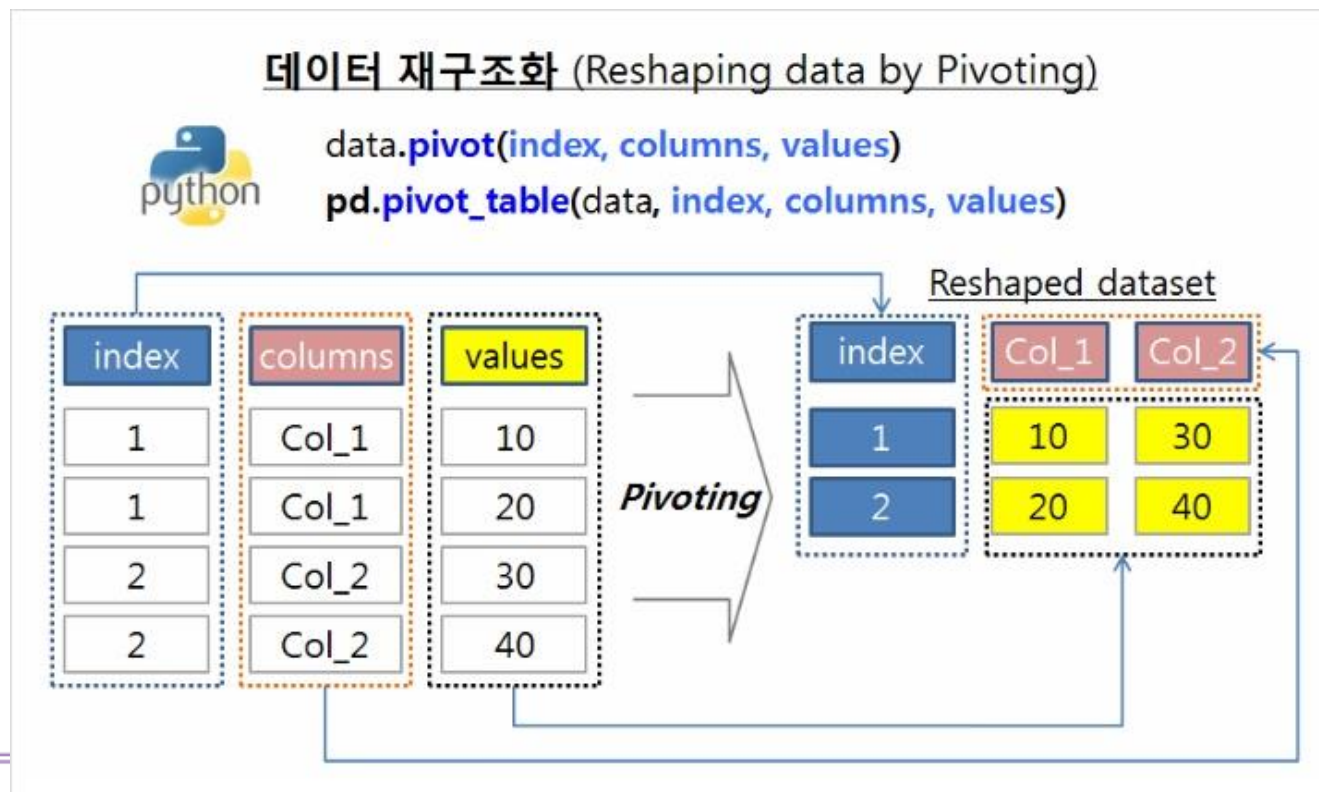 데이터 재구조화 (Reshaping data by Pivoting)
python
data.pivot(index, columns, values)
pd.pivot_table(data, index, columns, values)
Reshaped dataset
index columns values
1 Col_1 10
1 Col_1 20
2 Col_2 30
2 Col_2 40
Pivoting
index Col_1 Col_2
1 10 30
2 20 40